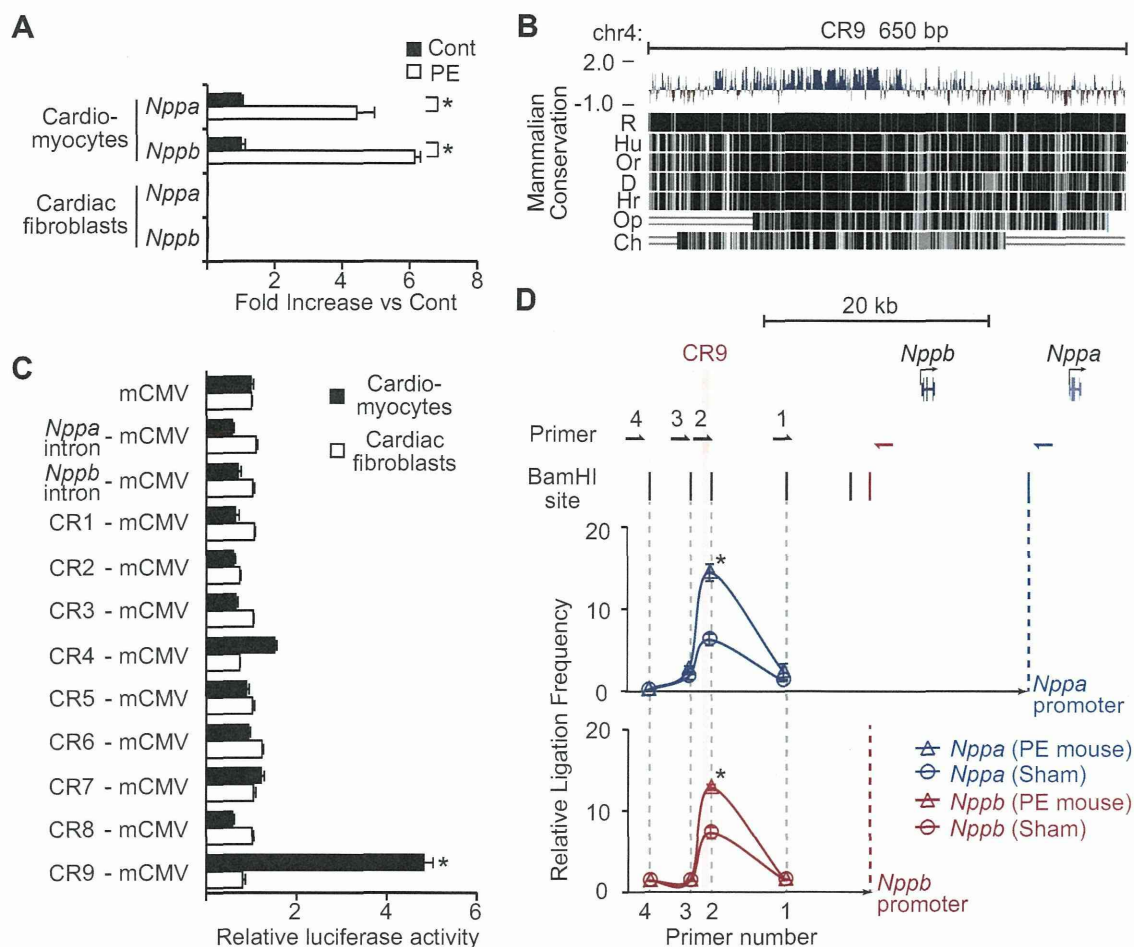 A
Cont
PE
Cardio-
myocytes
Nppa
Nppb
*
*
Cardiac
fibroblasts
Nppa
Nppb
2
4
6
8
Fold Increase vs Cont
B
chr4:
CR9 650 bp
2.0
-1.0
Mammalian
Conservation
R
Hu
Or
D
Hr
Op
Ch
C
Cardio-
myocytes
Cardiac
fibroblasts
mCMV
Nppa
intron - mCMV
Nppb
intron - mCMV
CR1 - mCMV
CR2 - mCMV
CR3 - mCMV
CR4 - mCMV
CR5 - mCMV
CR6 - mCMV
CR7 - mCMV
CR8 - mCMV
CR9 - mCMV
*
0
2
4
6
Relative luciferase activity
D
20 kb
CR9
Nppb
Nppa
Primer
4
3
2
1
BamHI
site
Relative Ligation Frequency
20
10
0
*
Nppa
promoter
20
10
0
*
Nppa (PE mouse)
Nppa (Sham)
Nppb (PE mouse)
Nppb (Sham)
Nppb
promoter
4
3
2
1
Primer number